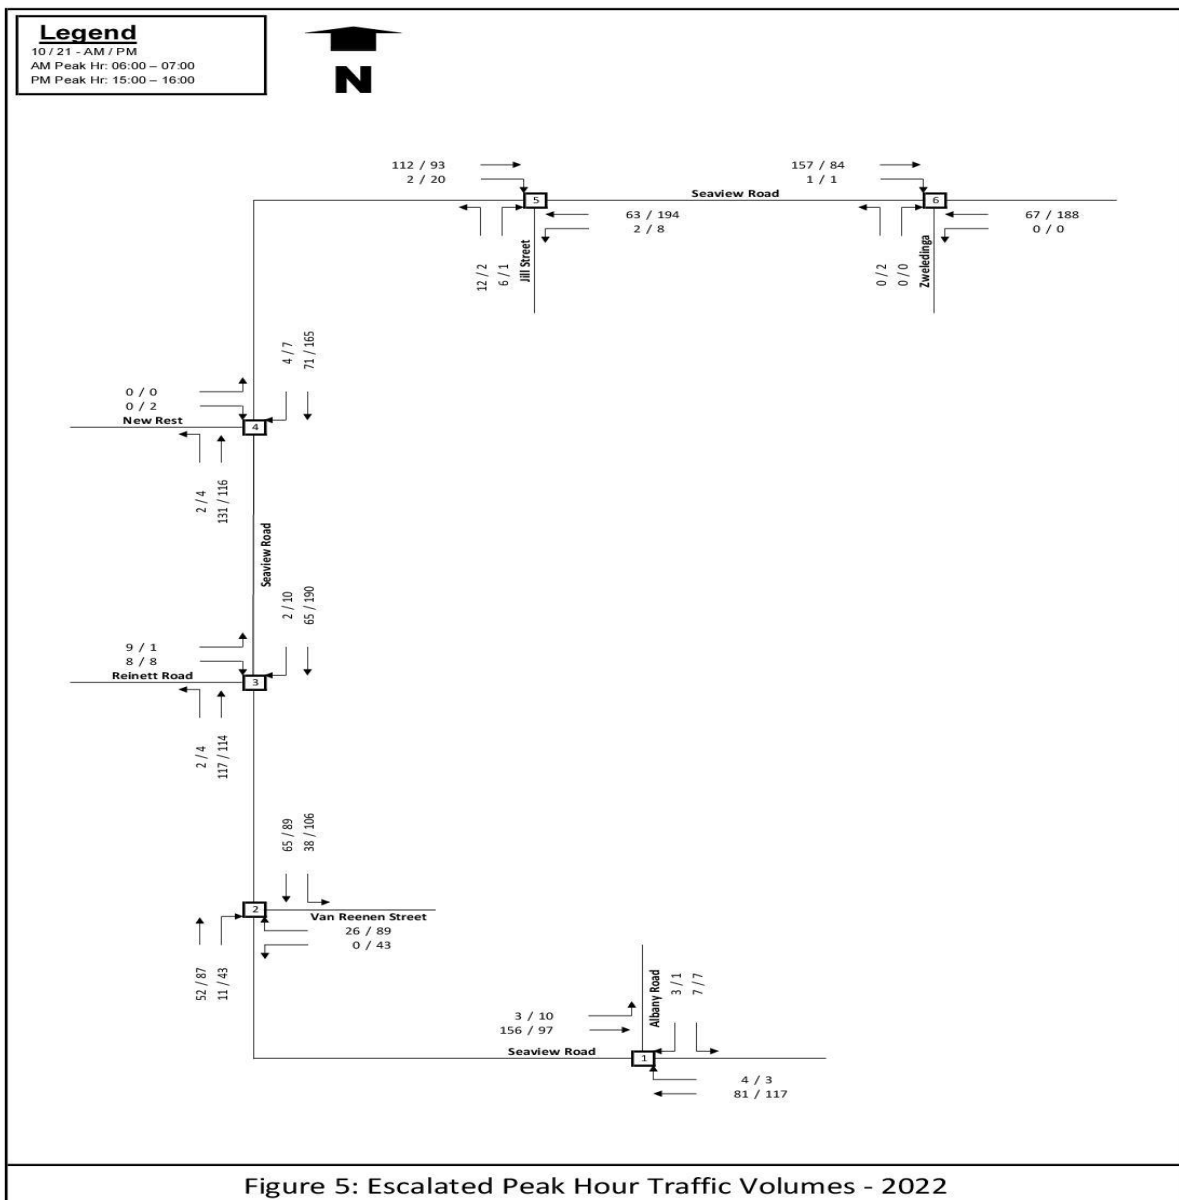 Legend
10 / 21 - AM / PM
AM Peak Hr: 06:00 – 07:00
PM Peak Hr: 15:00 – 16:00
N
112 / 93
2 / 20
157 / 84
1 / 1
Seaview Road
5
6
63 / 194
2 / 8
67 / 188
0 / 0
12 / 2
6 / 1
Jill Street
0 / 2
0 / 0
Zweledinga
4 / 7
71 / 165
0 / 0
0 / 2
New Rest
4
2 / 4
131 / 116
Seaview Road
2 / 10
65 / 190
9 / 1
8 / 8
Reinett Road
3
2 / 4
117 / 114
65 / 89
38 / 106
2
Van Reenen Street
26 / 89
0 / 43
52 / 87
11 / 43
Albany Road
3 / 1
7 / 7
3 / 10
156 / 97
Seaview Road
1
4 / 3
81 / 117
Figure 5: Escalated Peak Hour Traffic Volumes - 2022